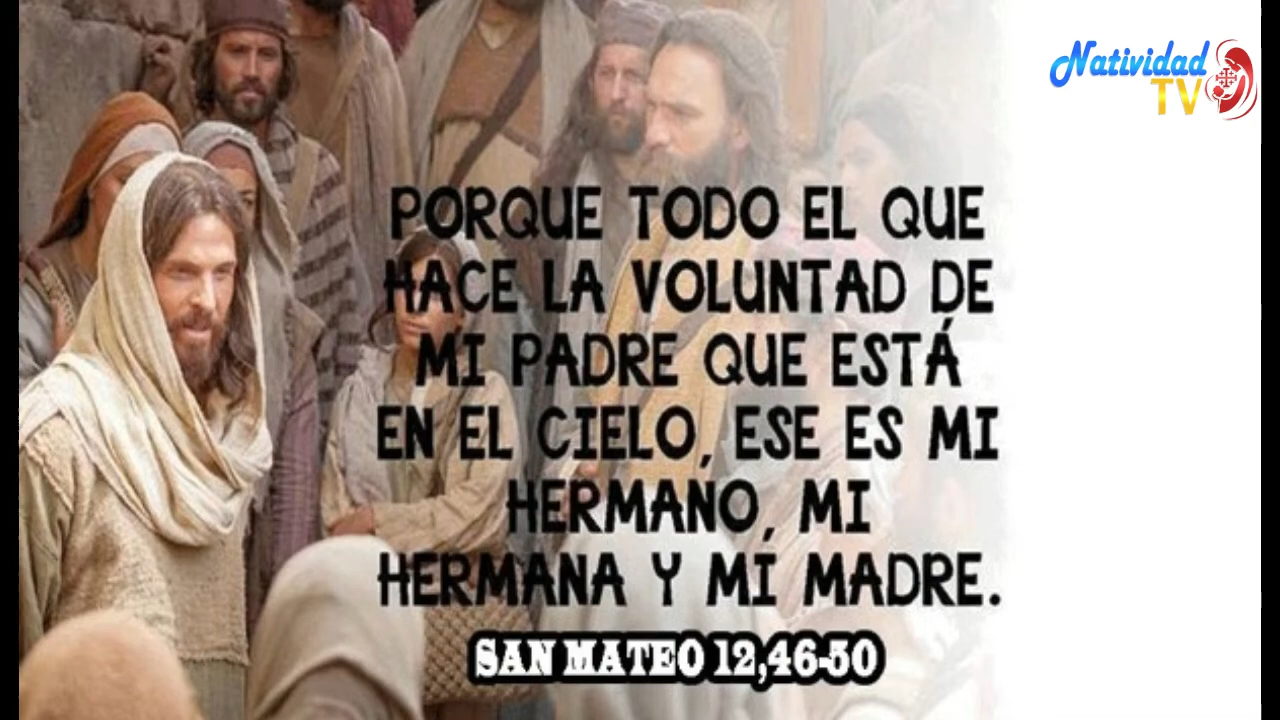 Natividad
TV
PORQUE TODO EL QUE
HACE LA VOLUNTAD DE
MI PADRE QUE ESTÁ
EN EL CIELO, ESE ES MI
HERMANO, MI
HERMANA Y MI MADRE.
SAN MATEO 12,46-50